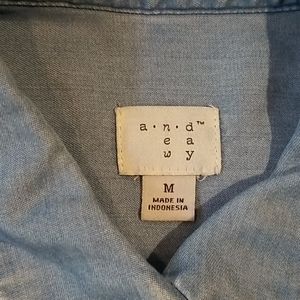 a · n · d™
n e a
e w y
M
MADE IN
INDONESIA